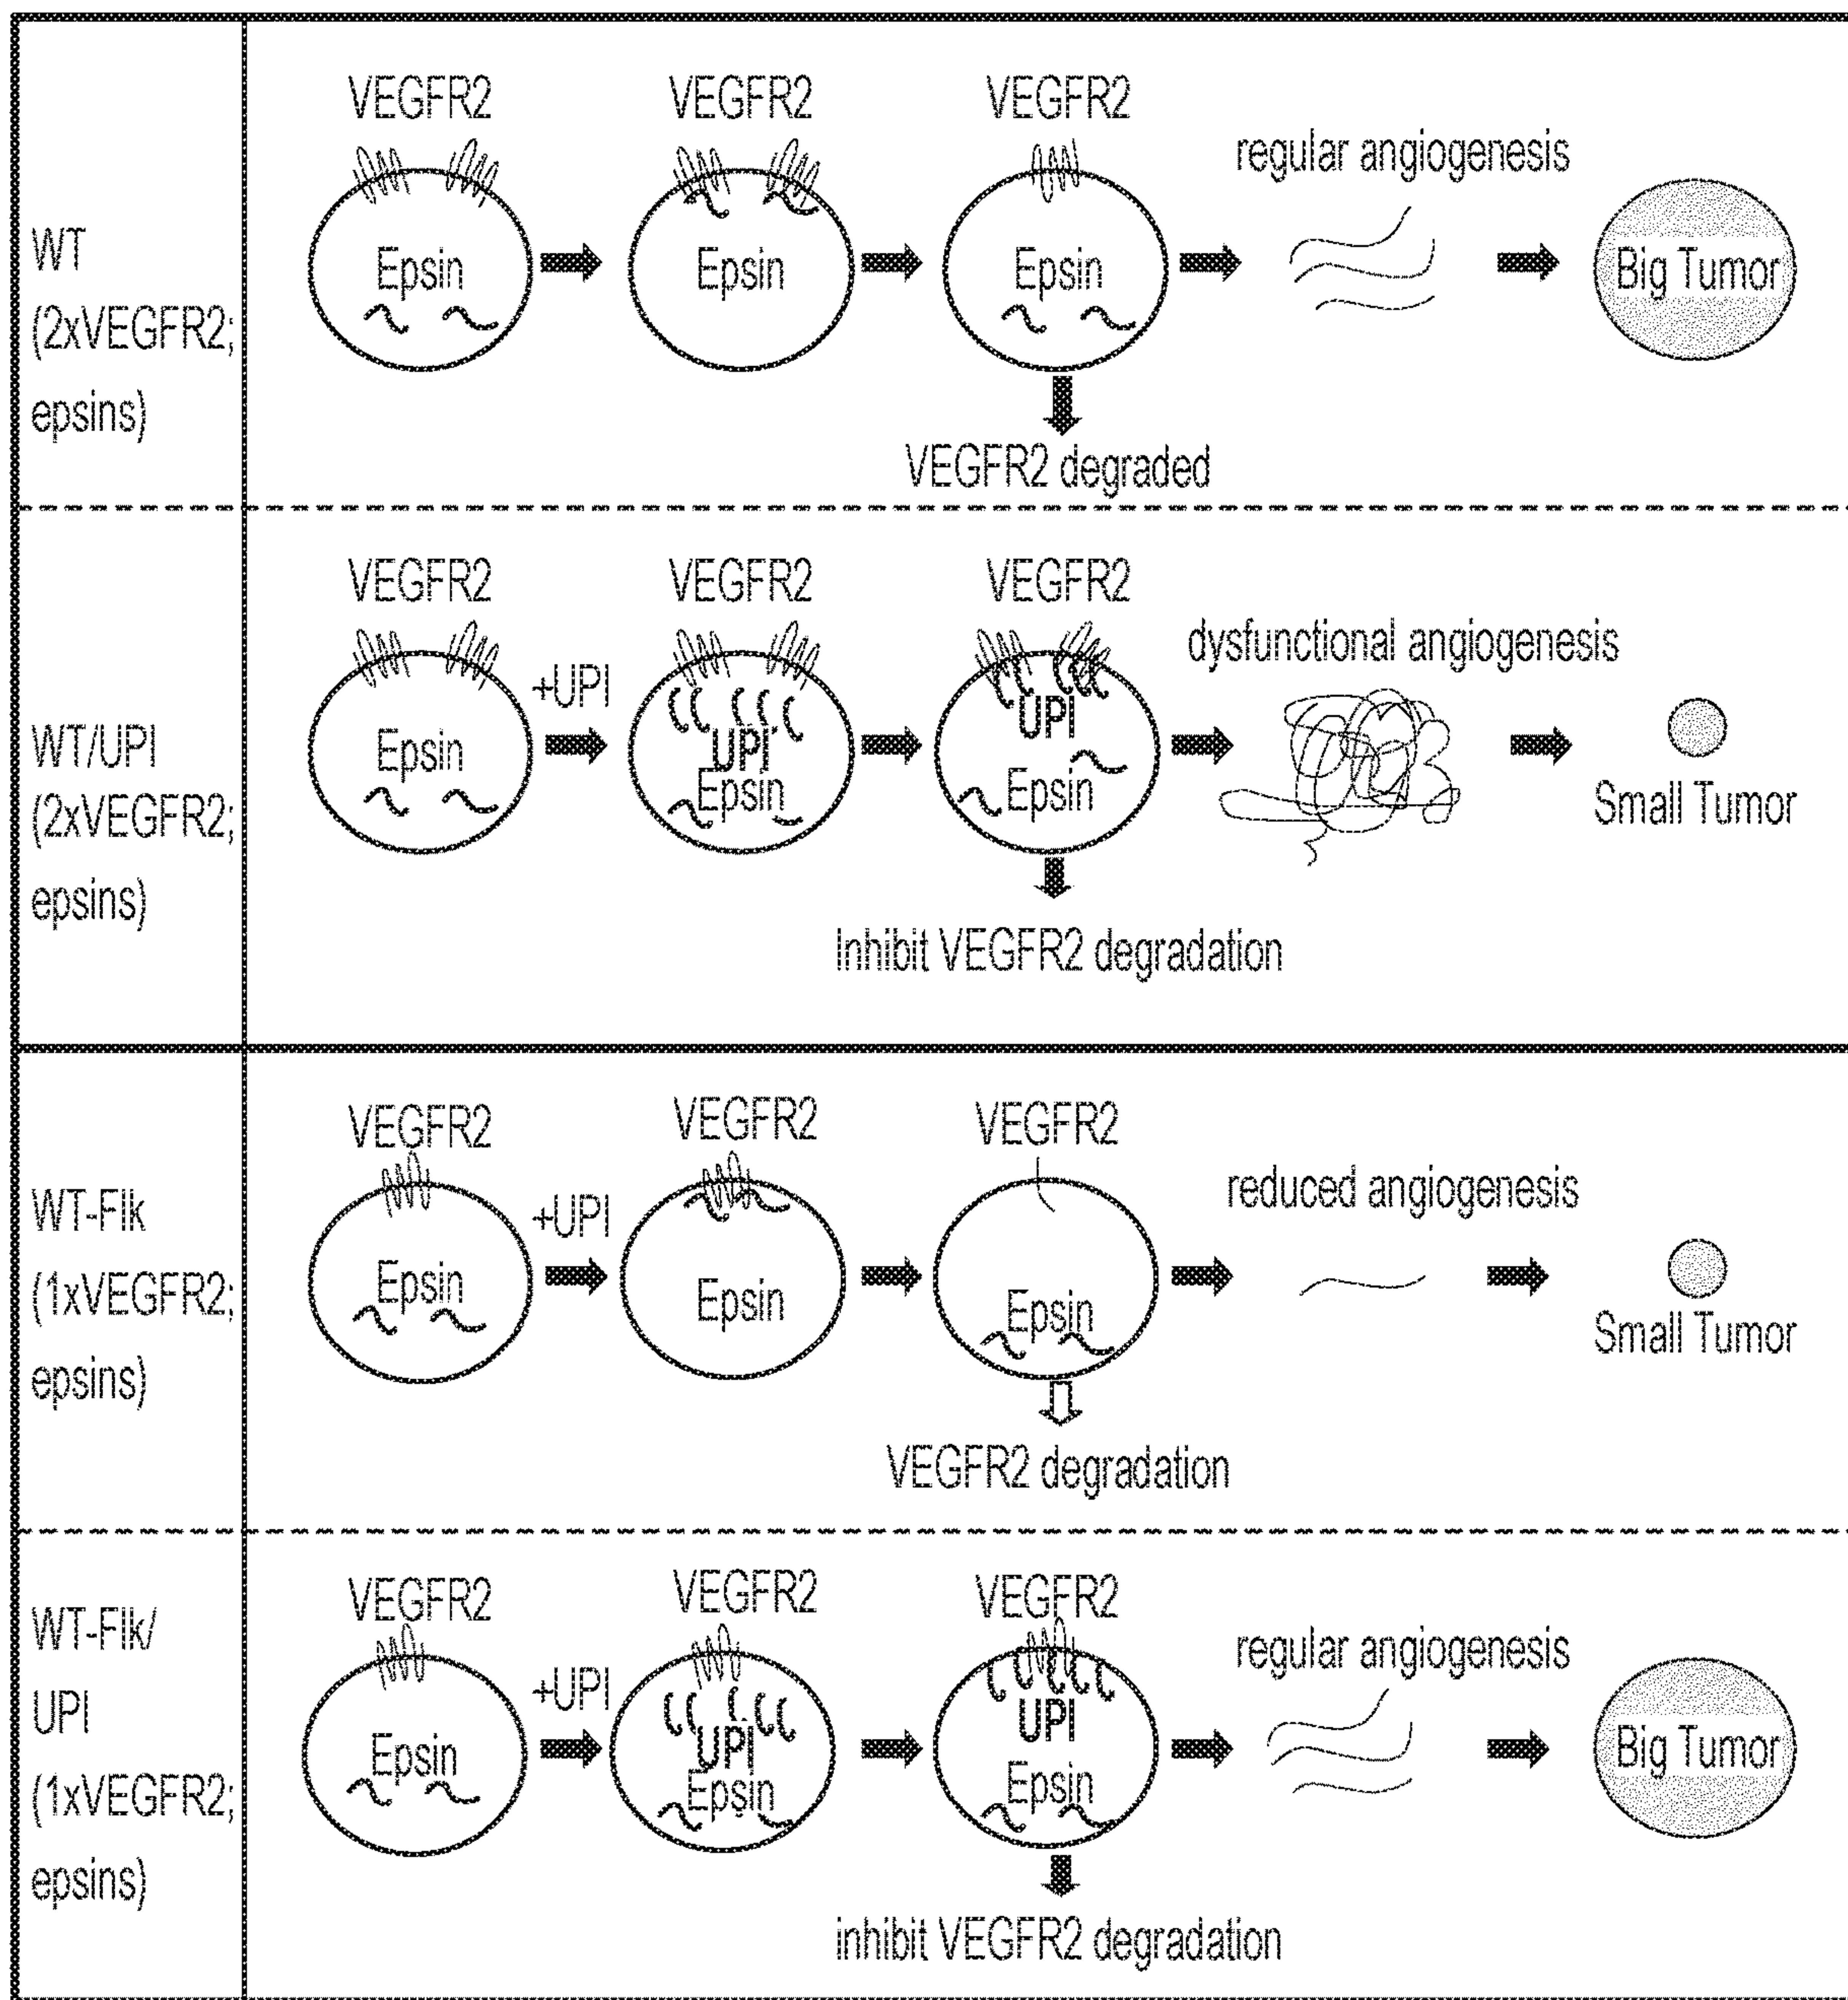 VEGFR2 VEGFR2 VEGFR2
regular angiogenesis
WT
(2xVEGFR2;
epsins)
Epsin Epsin Epsin Big Tumor
VEGFR2 degraded
VEGFR2 VEGFR2 VEGFR2
dysfunctional angiogenesis
WT/UPI
(2xVEGFR2;
epsins)
+UPI
UPI UPI
Epsin Epsin Epsin
Small Tumor
Inhibit VEGFR2 degradation
VEGFR2 VEGFR2 VEGFR2
reduced angiogenesis
WT-Flk
(1xVEGFR2;
epsins)
+UPI
Epsin Epsin Epsin
Small Tumor
VEGFR2 degradation
VEGFR2 VEGFR2 VEGFR2
regular angiogenesis
WT-Flk/
UPI
(1xVEGFR2;
epsins)
+UPI
UPI UPI
Epsin Epsin Epsin Big Tumor
inhibit VEGFR2 degradation